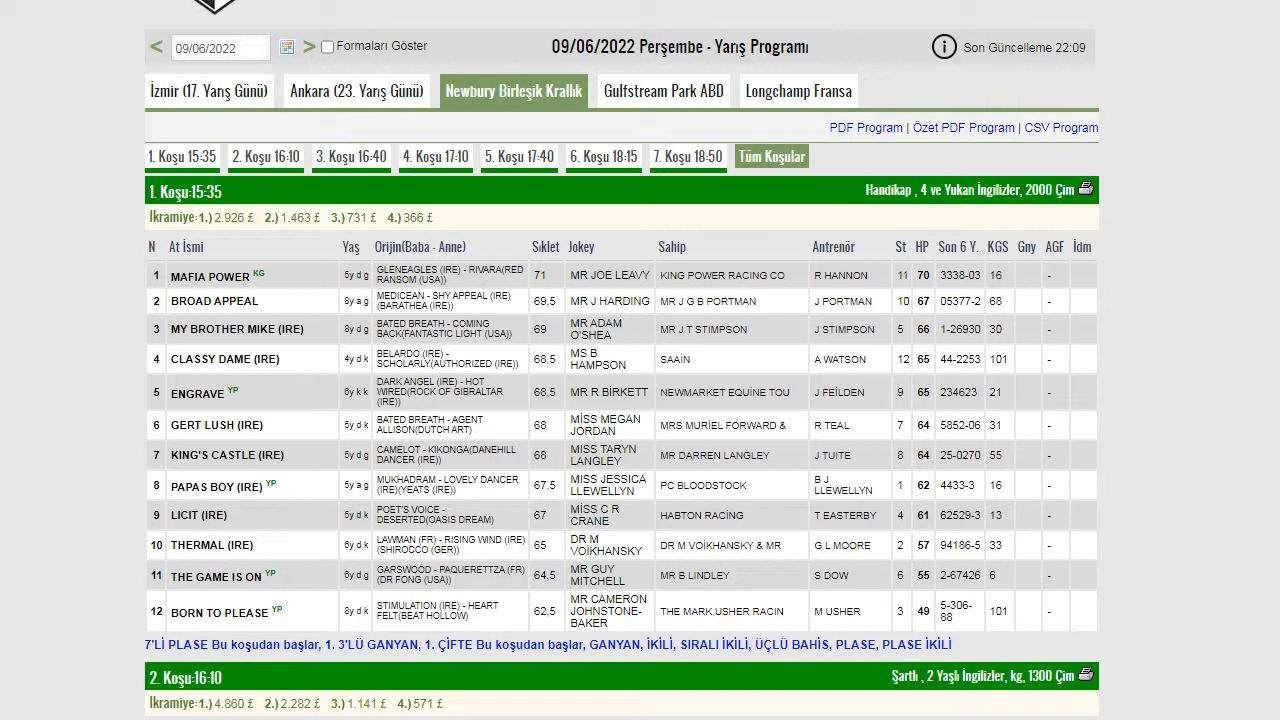 < 09/06/2022 > Formaları Göster 09/06/2022 Perşembe - Yarış Programı Son Güncelleme 22:09
İzmir (17. Yarış Günü) Ankara (23. Yarış Günü) Newbury Birleşik Krallık Gulfstream Park ABD Longchamp Fransa
PDF Program | Özet PDF Program | CSV Program
1. Koşu 15:35 2. Koşu 16:10 3. Koşu 16:40 4. Koşu 17:10 5. Koşu 17:40 6. Koşu 18:15 7. Koşu 18:50 Tüm Koşular
1. Koşu:15:35 Handikap , 4 ve Yukarı İngilizler, 2000 Çim
İkramiye:1.) 2.926 £ 2.) 1.463 £ 3.) 731 £ 4.) 366 £
N At İsmi Yaş Orijin(Baba - Anne) Sıklet Jokey Sahip Antrenör St HP Son 6 Y. KGS Gny AGF İdm
1 MAFIA POWER KG 5y d g GLENEAGLES (IRE) - RIVARA(RED RANSOM (USA)) 71 MR JOE LEAVY KING POWER RACING CO R HANNON 11 70 3338-03 16 -
2 BROAD APPEAL 8y a g MEDICEAN - SHY APPEAL (IRE) (BARATHEA (IRE)) 69,5 MR J HARDING MR J G B PORTMAN J PORTMAN 10 67 05377-2 68 -
3 MY BROTHER MIKE (IRE) 8y d g BATED BREATH - COMING BACK(FANTASTIC LIGHT (USA)) 69 MR ADAM O'SHEA MR J T STIMPSON J STIMPSON 5 66 1-26930 30 -
4 CLASSY DAME (IRE) 4y d k BELARDO (IRE) - SCHOLARLY(AUTHORIZED (IRE)) 68,5 MS B HAMPSON SAAİN A WATSON 12 65 44-2253 101 -
5 ENGRAVE YP 6y k k DARK ANGEL (IRE) - HOT WIRED(ROCK OF GIBRALTAR (IRE)) 68,5 MR R BİRKETT NEWMARKET EQUİNE TOU J FEİLDEN 9 65 234623 21 -
6 GERT LUSH (IRE) 5y d k BATED BREATH - AGENT ALLISON(DUTCH ART) 68 MİSS MEGAN JORDAN MRS MURİEL FORWARD & R TEAL 7 64 5852-06 31 -
7 KING'S CASTLE (IRE) 5y d g CAMELOT - KIKONGA(DANEHILL DANCER (IRE)) 68 MISS TARYN LANGLEY MR DARREN LANGLEY J TUITE 8 64 25-0270 55 -
8 PAPAS BOY (IRE) YP 5y a g MUKHADRAM - LOVELY DANCER (IRE)(YEATS (IRE)) 67,5 MISS JESSICA LLEWELLYN PC BLOODSTOCK B J LLEWELLYN 1 62 4433-3 16 -
9 LICIT (IRE) 5y d k POET'S VOICE - DESERTED(OASIS DREAM) 67 MİSS C R CRANE HABTON RACİNG T EASTERBY 4 61 62529-3 13 -
10 THERMAL (IRE) 6y d k LAWMAN (FR) - RISING WIND (IRE) (SHIROCCO (GER)) 65 DR M VOİKHANSKY DR M VOİKHANSKY & MR G L MOORE 2 57 94186-5 33 -
11 THE GAME IS ON YP 6y d g GARSWOOD - PAQUERETTZA (FR) (DR FONG (USA)) 64,5 MR GUY MITCHELL MR B LINDLEY S DOW 6 55 2-67426 6 -
12 BORN TO PLEASE YP 8y d k STIMULATION (IRE) - HEART FELT(BEAT HOLLOW) 62,5 MR CAMERON JOHNSTONE-BAKER THE MARK USHER RACIN M USHER 3 49 5-306-88 101 -
7'Lİ PLASE Bu koşudan başlar, 1. 3'LÜ GANYAN, 1. ÇİFTE Bu koşudan başlar, GANYAN, İKİLİ, SIRALI İKİLİ, ÜÇLÜ BAHİS, PLASE, PLASE İKİLİ
2. Koşu:16:10 Şartlı , 2 Yaşlı İngilizler, kg, 1300 Çim
İkramiye:1.) 4.860 £ 2.) 2.282 £ 3.) 1.141 £ 4.) 571 £